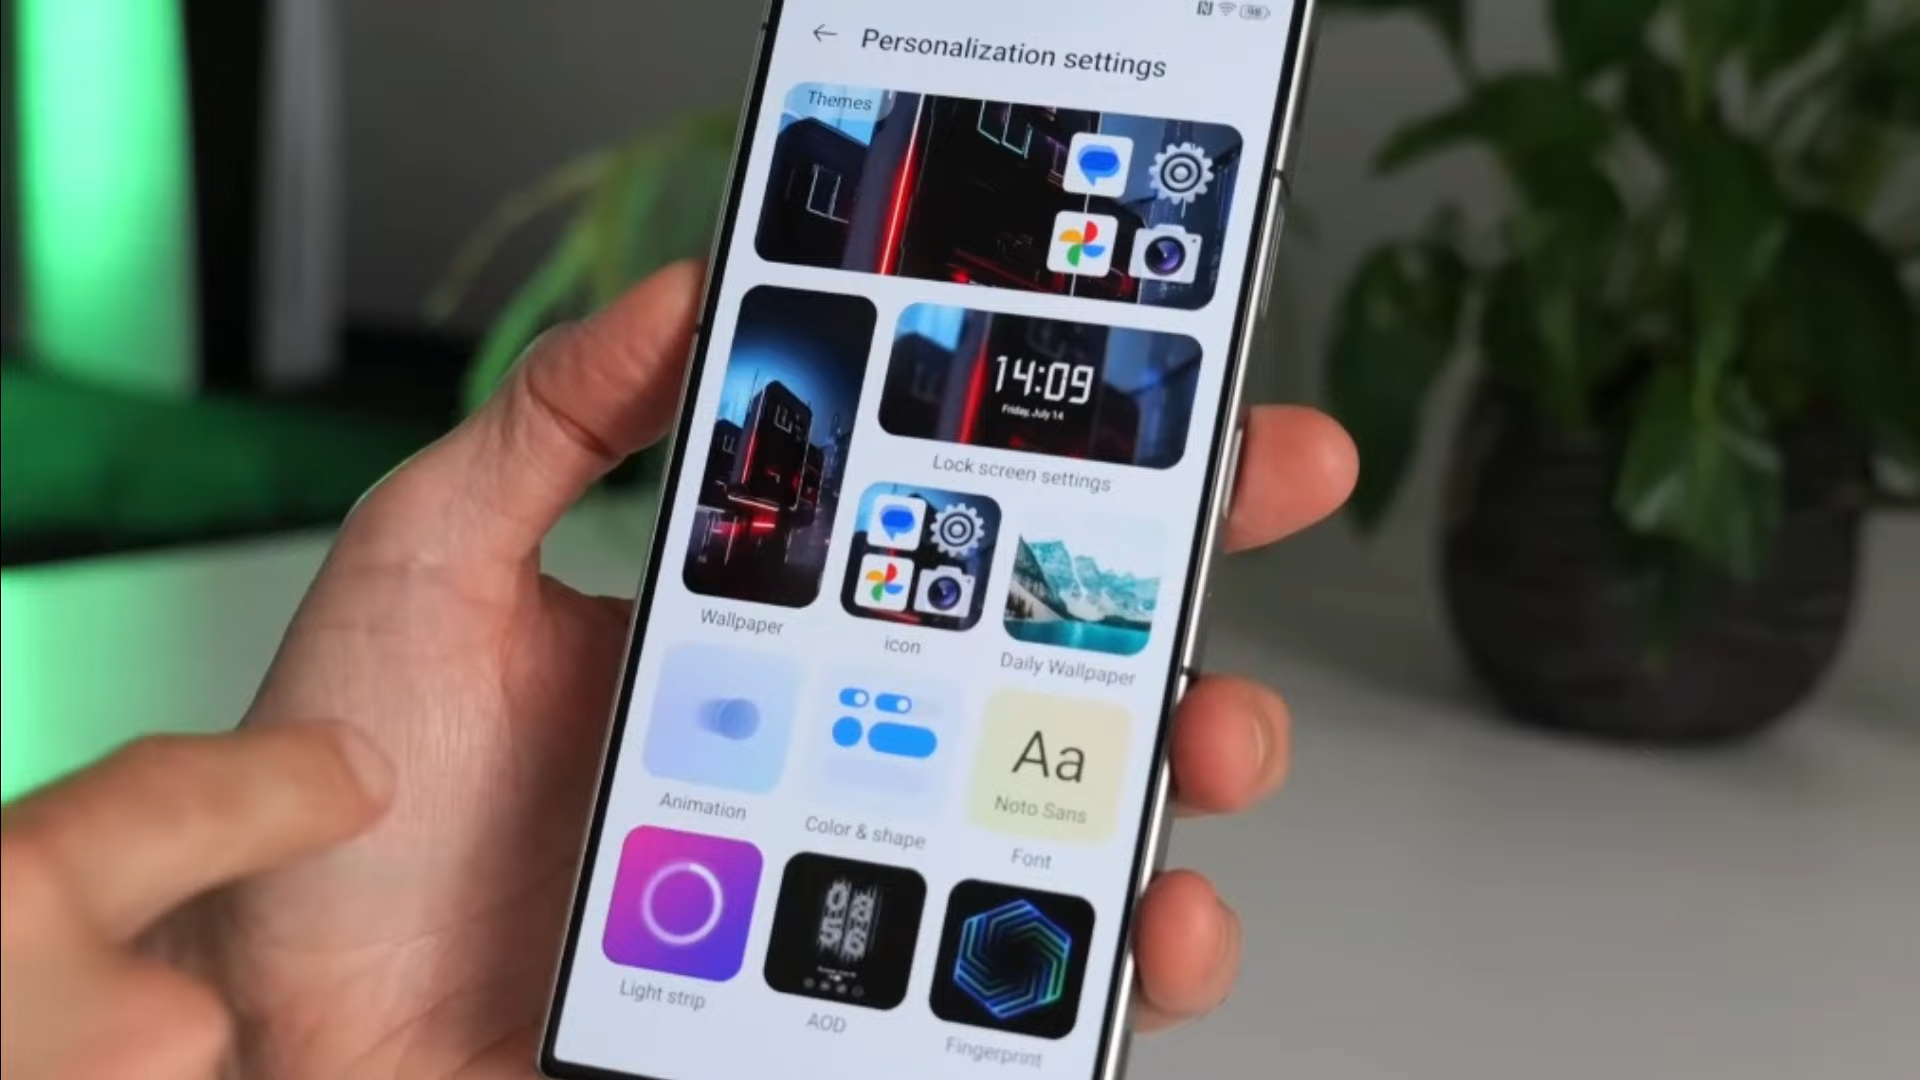 98
Personalization settings
Themes
14:09
Friday, July 14
Lock screen settings
Wallpaper
icon
Daily Wallpaper
Aa
Noto Sans
Animation
Color & shape
Font
Light strip
AOD
Fingerprint